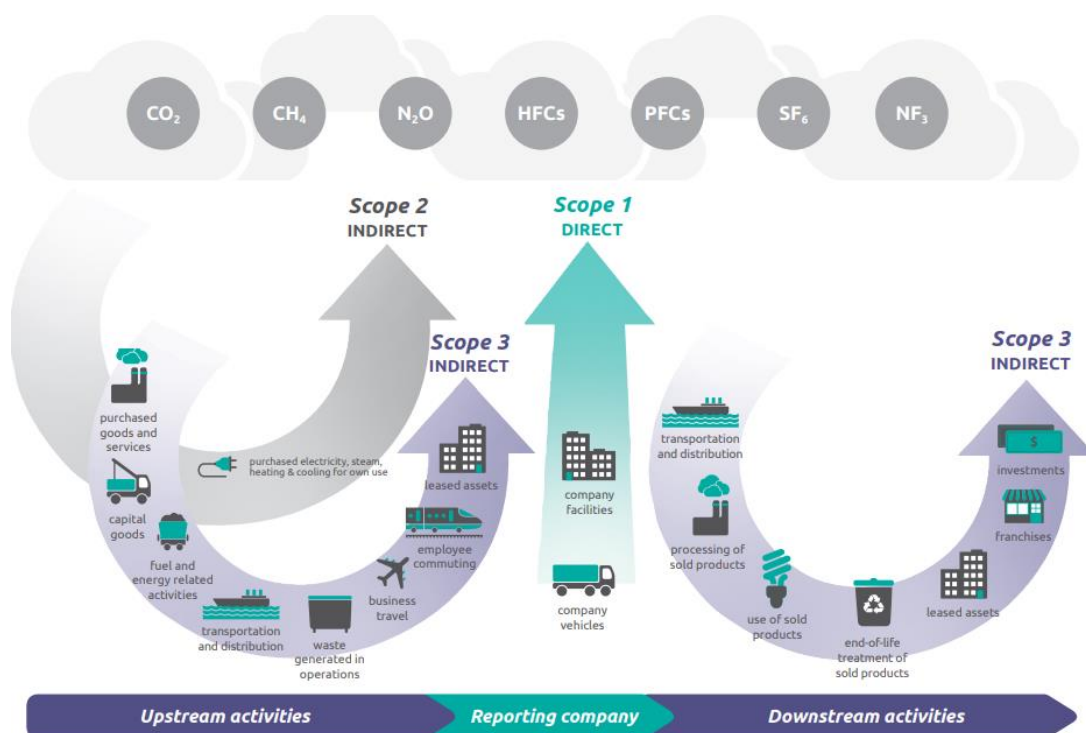 CO₂
CH₄
N₂O
HFCs
PFCs
SF₆
NF₃
Scope 2
INDIRECT
Scope 1
DIRECT
Scope 3
INDIRECT
Scope 3
INDIRECT
purchased
goods and
services
capital
goods
fuel and
energy related
activities
transportation
and distribution
waste
generated in
operations
business
travel
employee
commuting
leased assets
purchased electricity, steam,
heating & cooling for own use
company
facilities
company
vehicles
transportation
and distribution
processing of
sold products
use of sold
products
end-of-life
treatment of
sold products
leased assets
franchises
$
investments
Upstream activities
Reporting company
Downstream activities